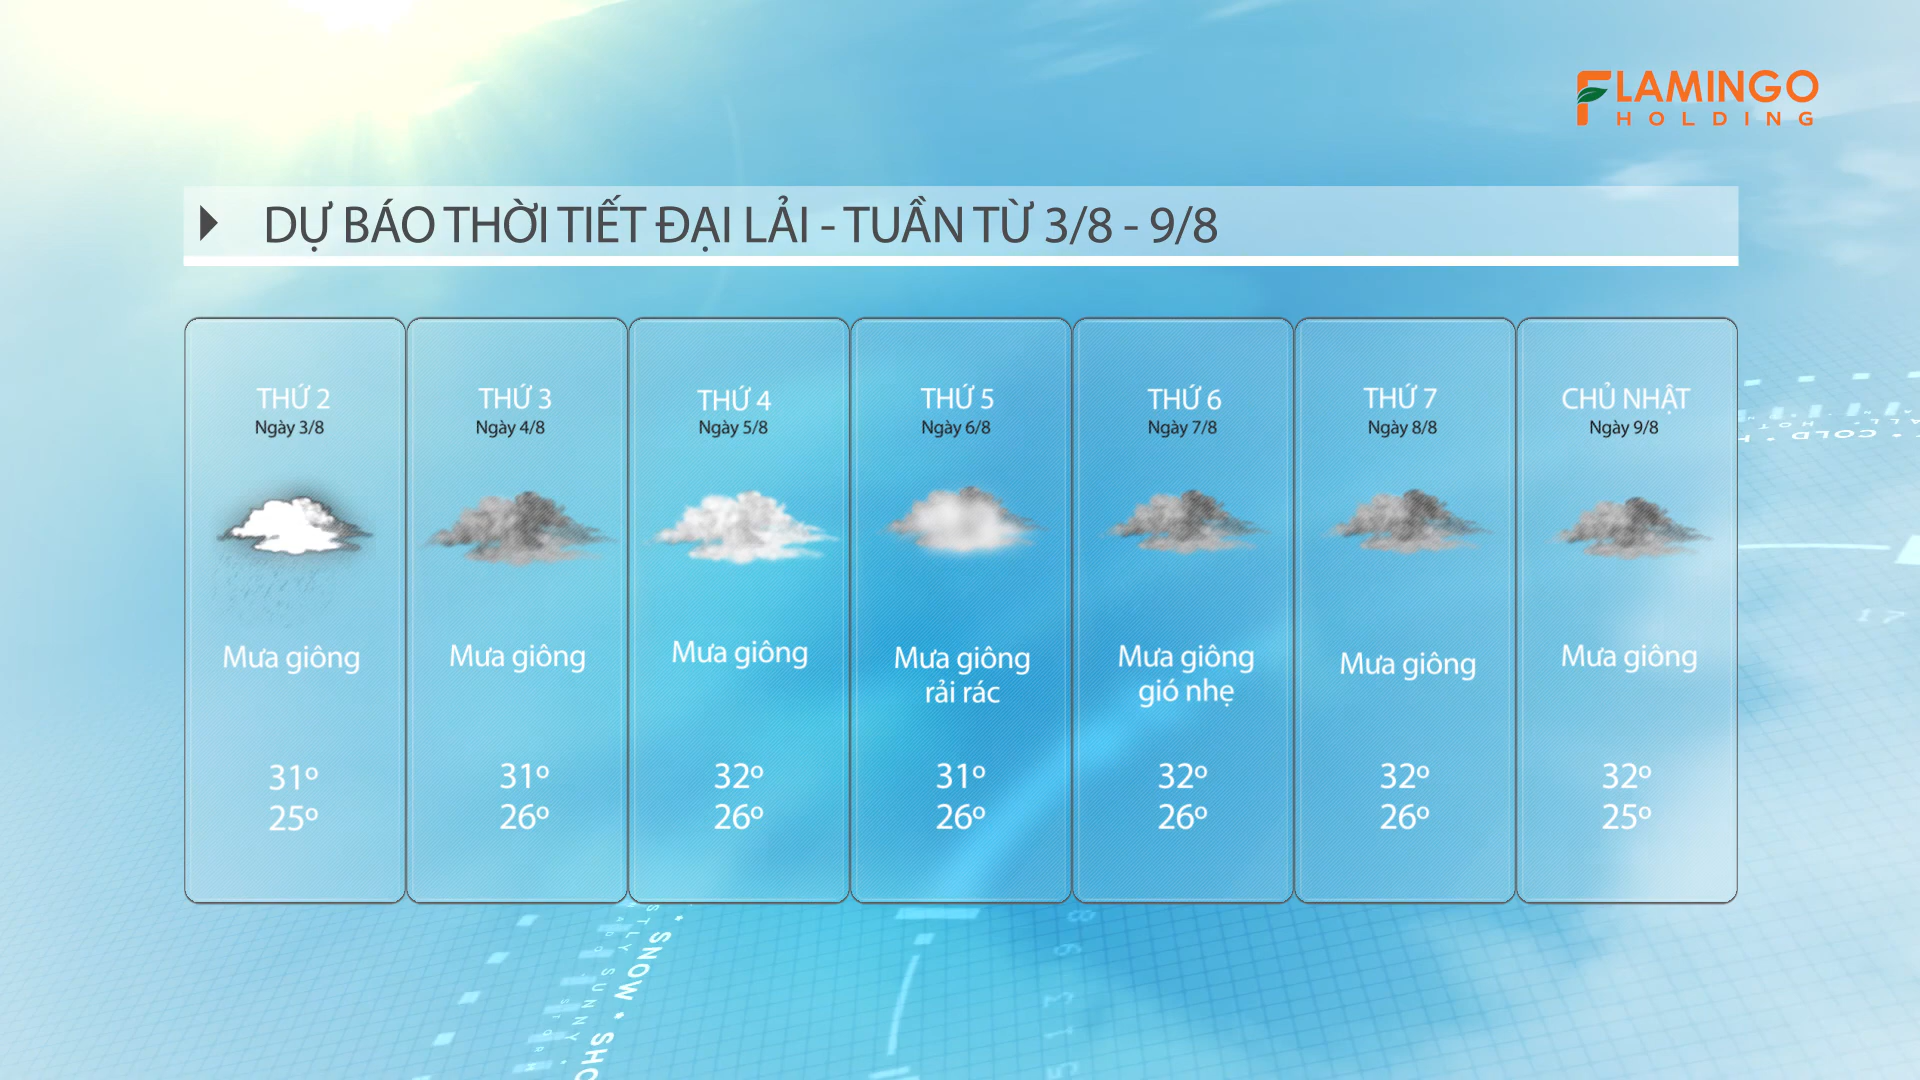 FLAMINGO
HOLDING
DỰ BÁO THỜI TIẾT ĐẠI LẢI - TUẦN TỪ 3/8 - 9/8
THỨ 2
Ngày 3/8
Mưa giông
31º
25º
THỨ 3
Ngày 4/8
Mưa giông
31º
26º
THỨ 4
Ngày 5/8
Mưa giông
32º
26º
THỨ 5
Ngày 6/8
Mưa giông
rải rác
31º
26º
THỨ 6
Ngày 7/8
Mưa giông
gió nhẹ
32º
26º
THỨ 7
Ngày 8/8
Mưa giông
32º
26º
CHỦ NHẬT
Ngày 9/8
Mưa giông
32º
25º
COLD
HOT
SNOW
SUNNY